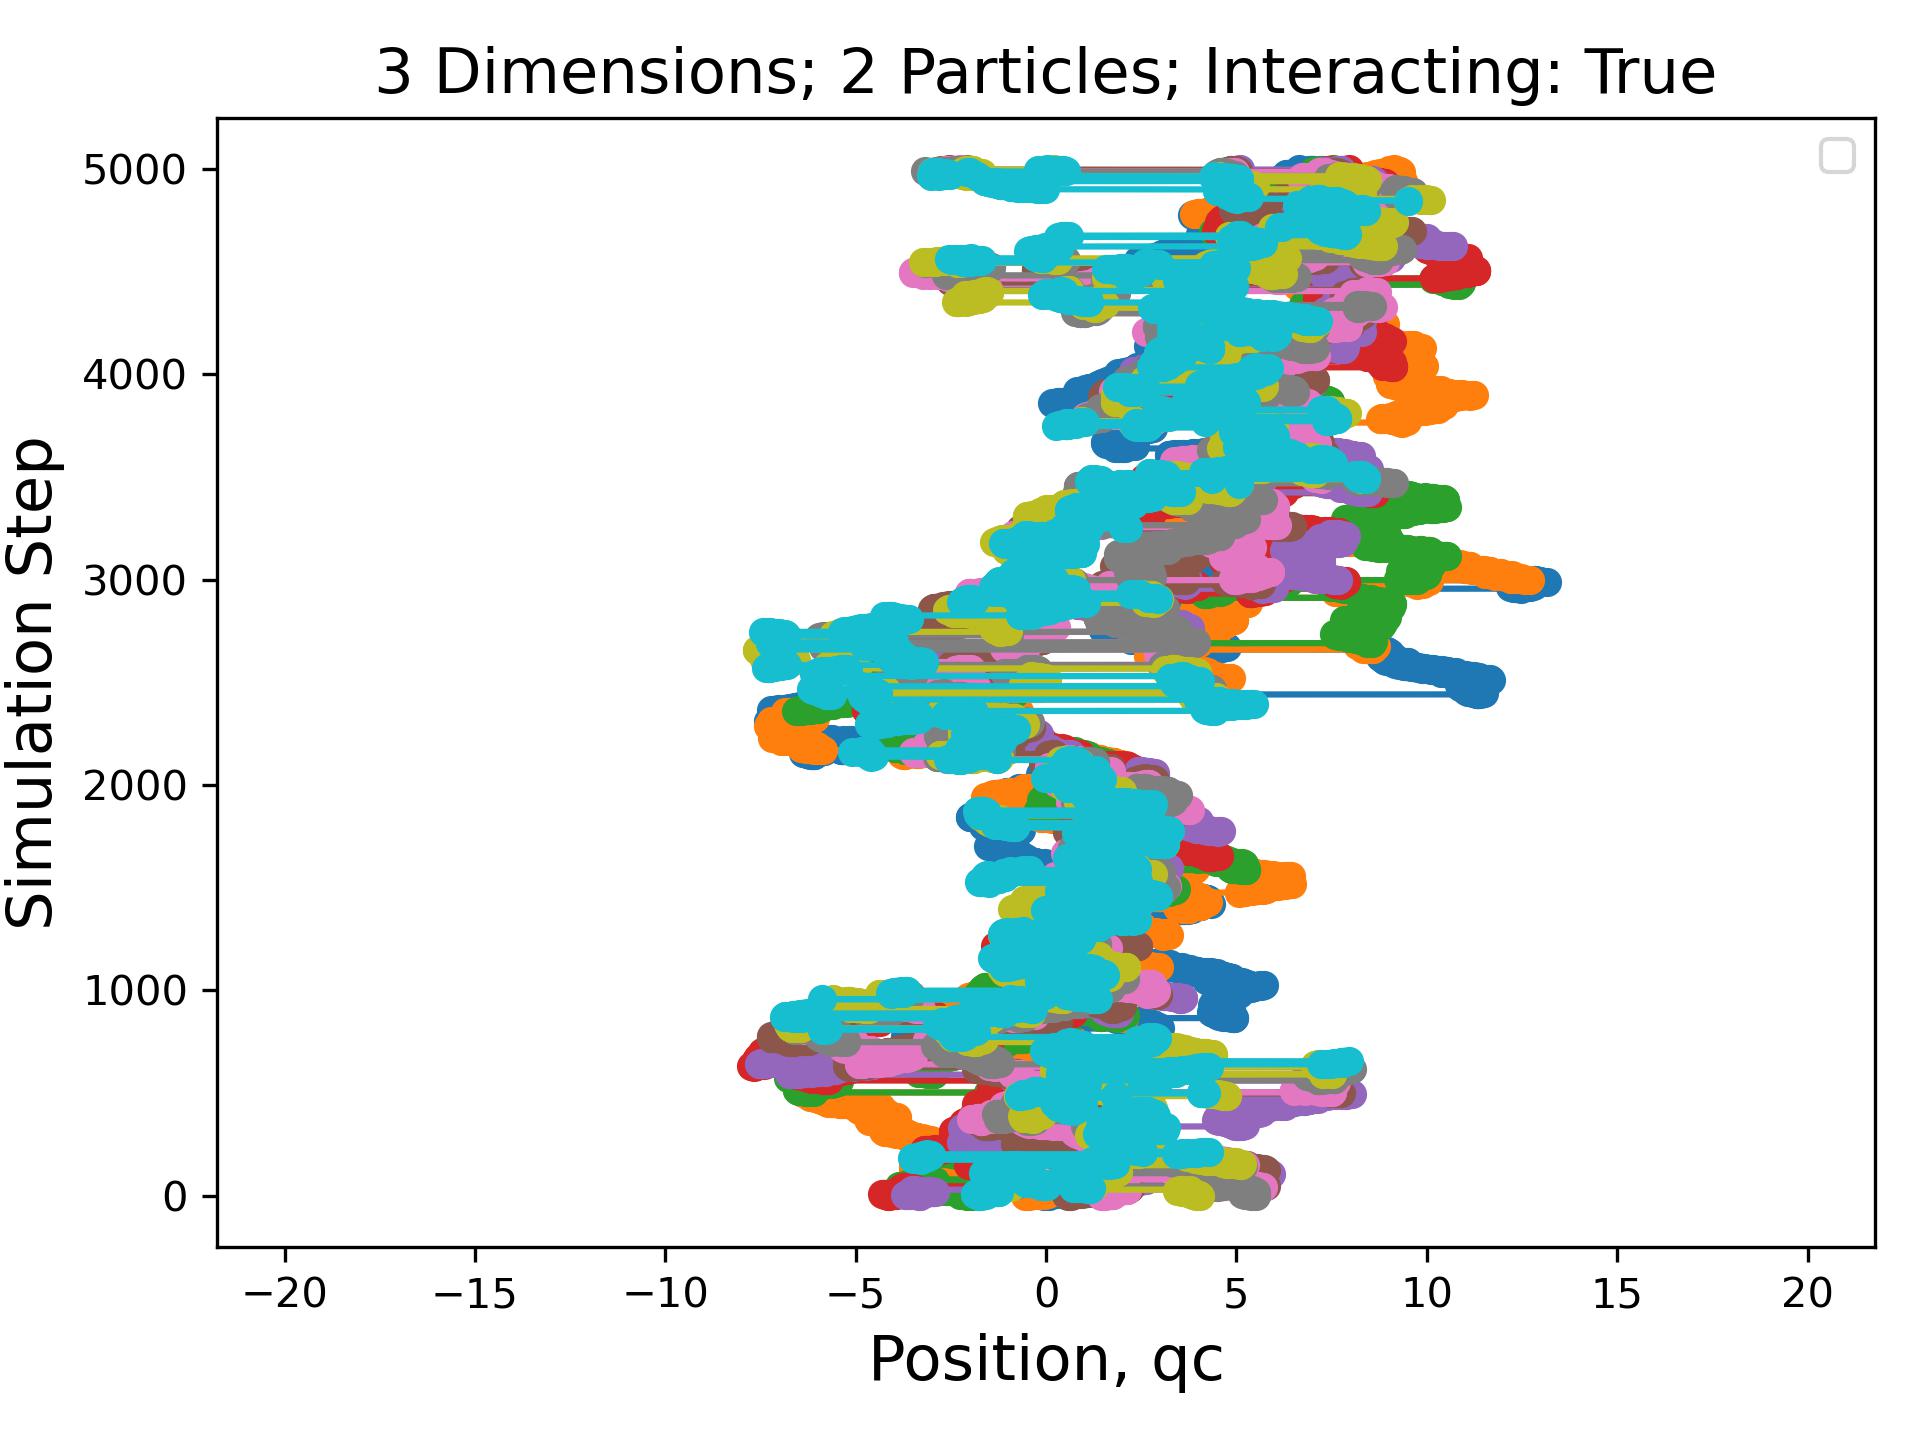 3 Dimensions; 2 Particles; Interacting: True
Simulation Step
5000
4000
3000
2000
1000
0
−20 −15 −10 −5 0 5 10 15 20
Position, qc